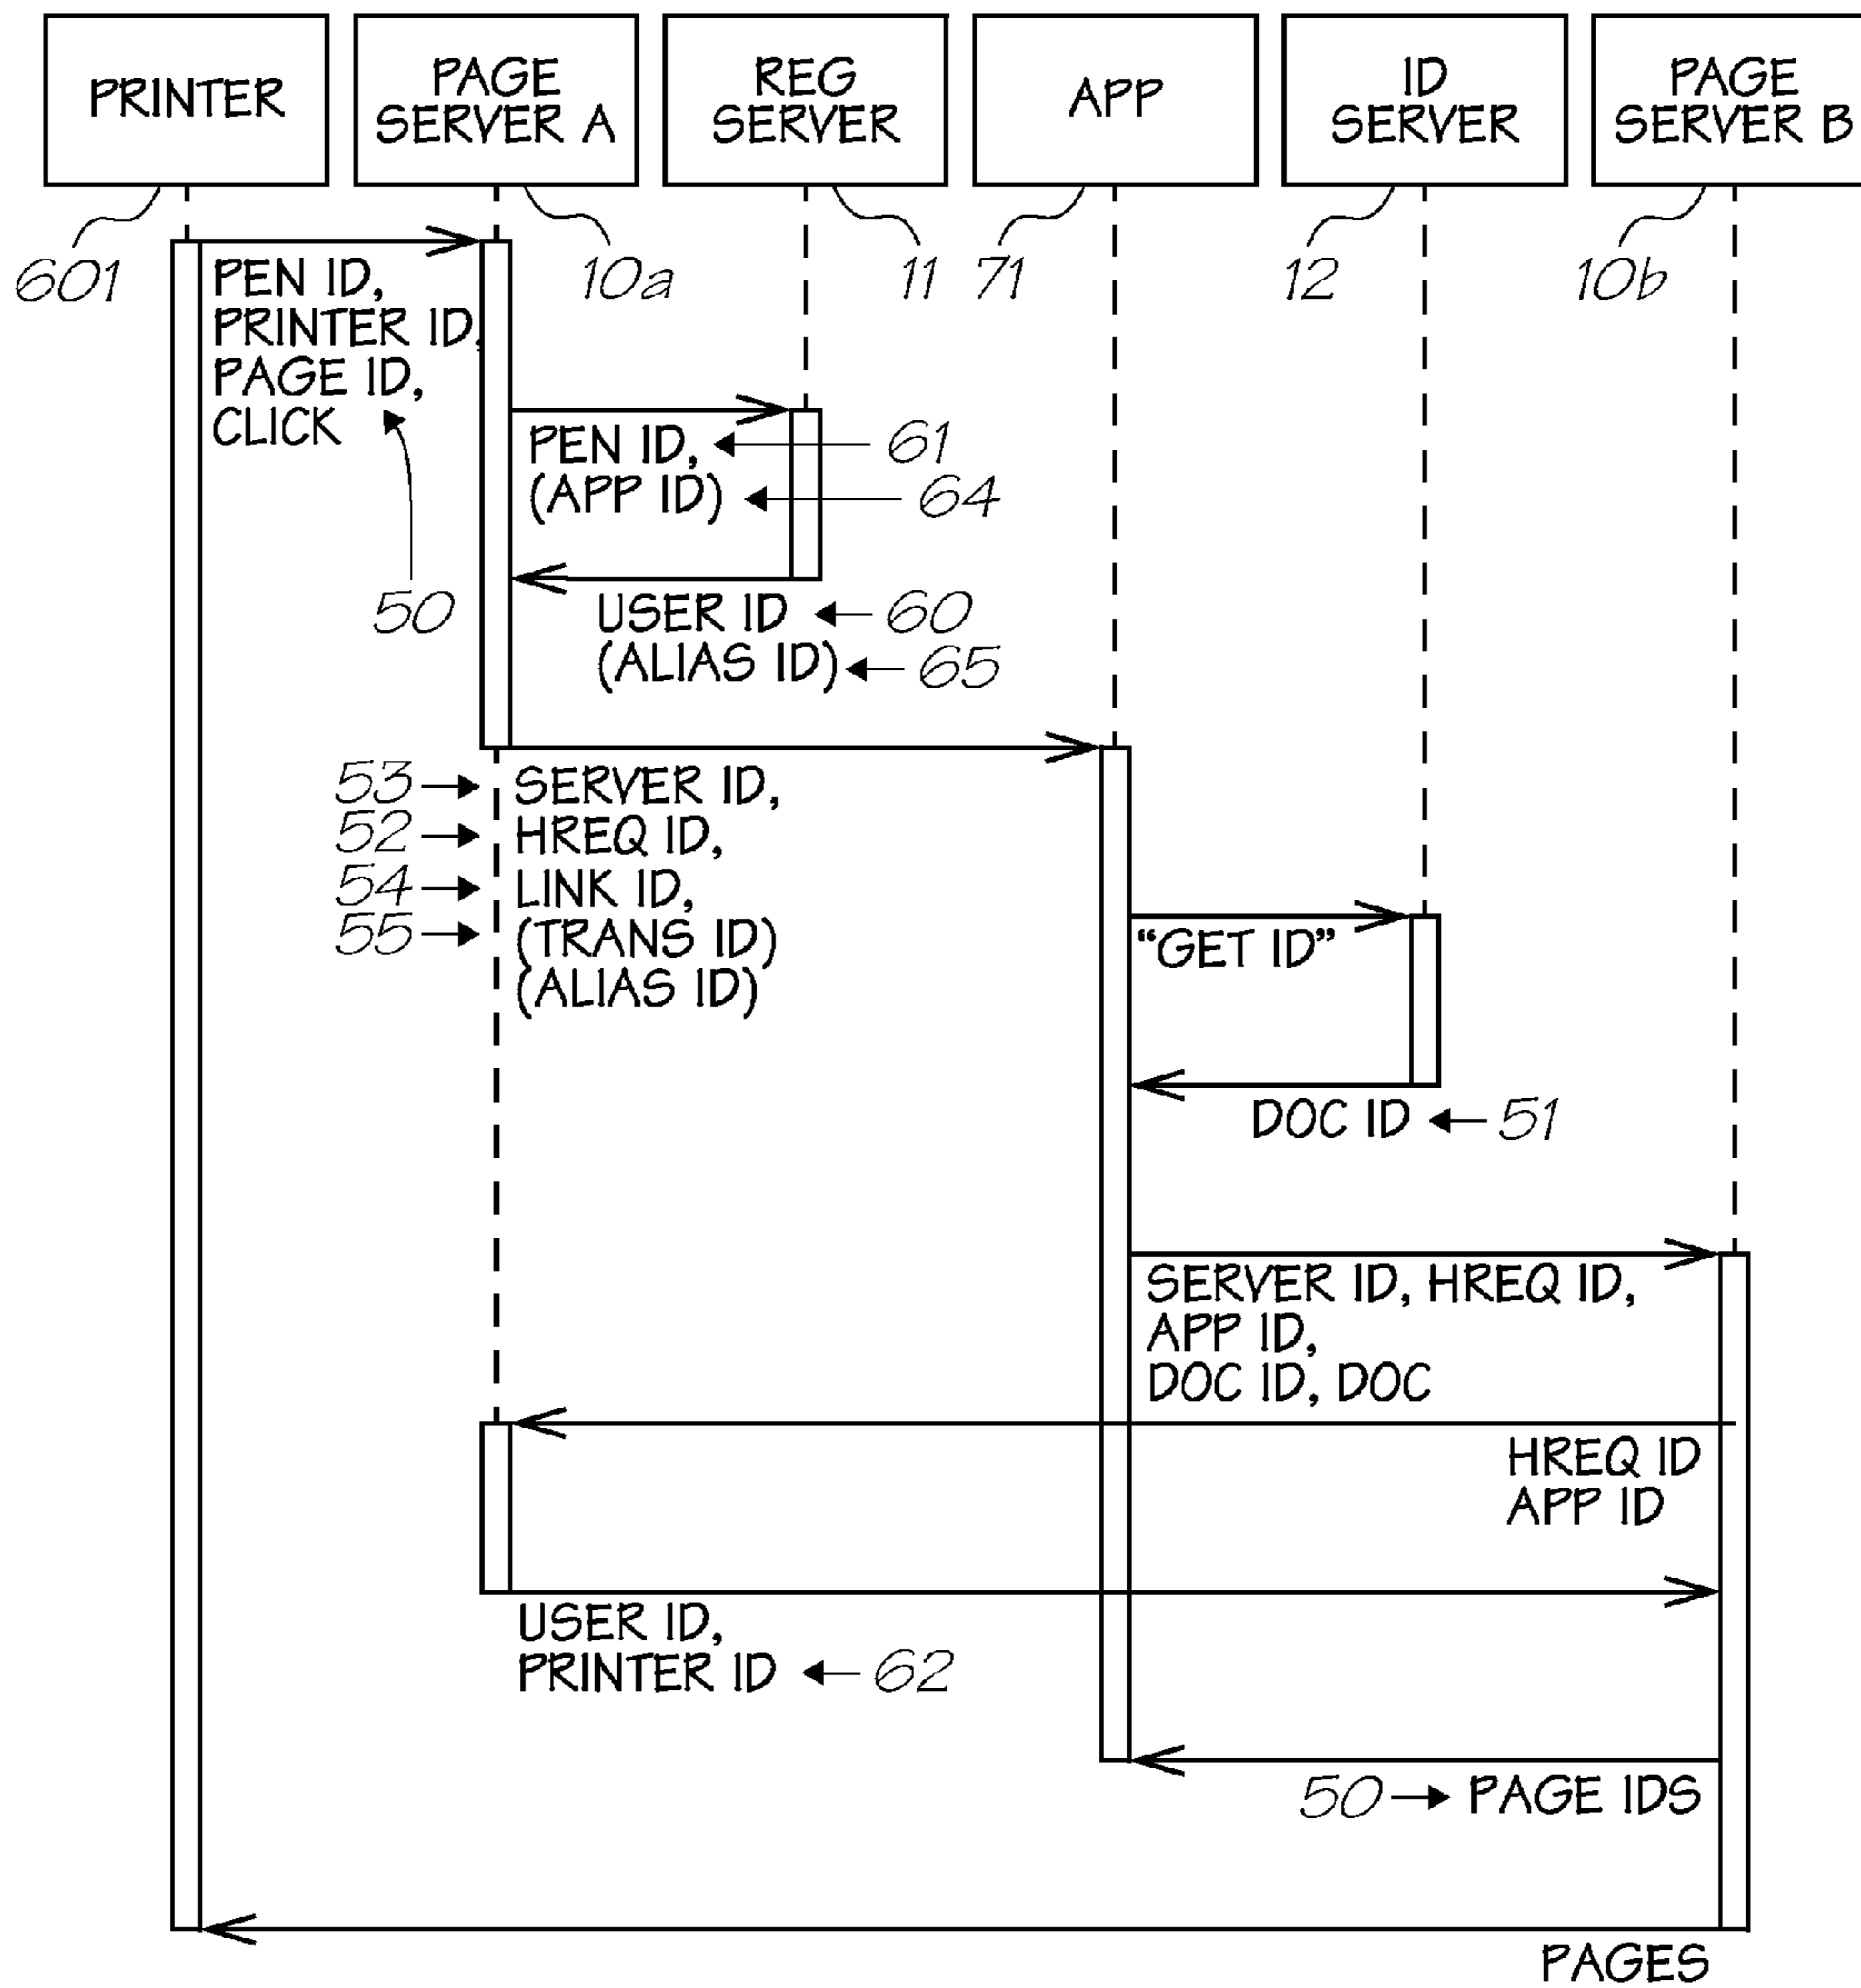 PRINTER
PAGE
SERVER A
REG
SERVER
APP
ID
SERVER
PAGE
SERVER B
601
10a
11
71
12
10b
PEN ID,
PRINTER ID,
PAGE ID,
CLICK
50
PEN ID,
61
(APP ID)
64
USER ID
60
(ALIAS ID)
65
53
SERVER ID,
52
HREQ ID,
54
LINK ID,
55
(TRANS ID)
(ALIAS ID)
“GET ID”
DOC ID
51
SERVER ID, HREQ ID,
APP ID,
DOC ID, DOC
HREQ ID
APP ID
USER ID,
PRINTER ID
62
50
PAGE IDS
PAGES